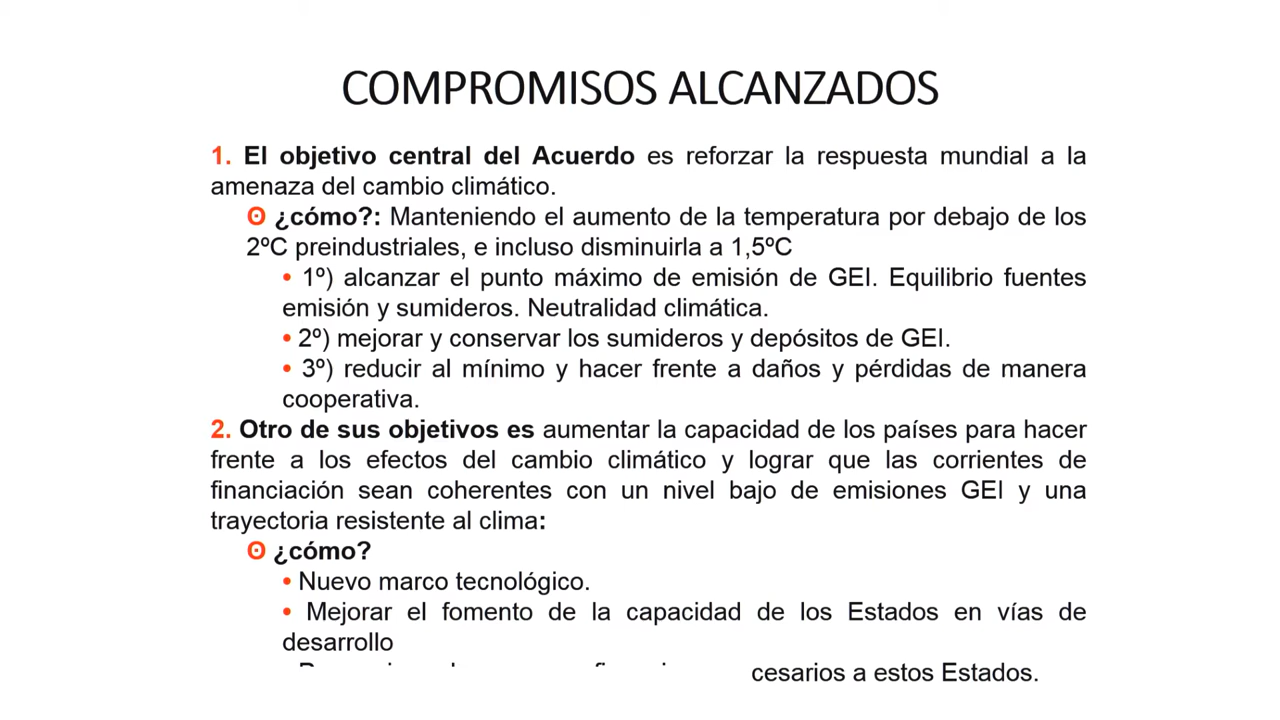 COMPROMISOS ALCANZADOS
1. El objetivo central del Acuerdo es reforzar la respuesta mundial a la
amenaza del cambio climático.
ʘ ¿cómo?: Manteniendo el aumento de la temperatura por debajo de los
2ºC preindustriales, e incluso disminuirla a 1,5ºC
• 1º) alcanzar el punto máximo de emisión de GEI. Equilibrio fuentes
emisión y sumideros. Neutralidad climática.
• 2º) mejorar y conservar los sumideros y depósitos de GEI.
• 3º) reducir al mínimo y hacer frente a daños y pérdidas de manera
cooperativa.
2. Otro de sus objetivos es aumentar la capacidad de los países para hacer
frente a los efectos del cambio climático y lograr que las corrientes de
financiación sean coherentes con un nivel bajo de emisiones GEI y una
trayectoria resistente al clima:
ʘ ¿cómo?
• Nuevo marco tecnológico.
• Mejorar el fomento de la capacidad de los Estados en vías de
desarrollo
cesarios a estos Estados.